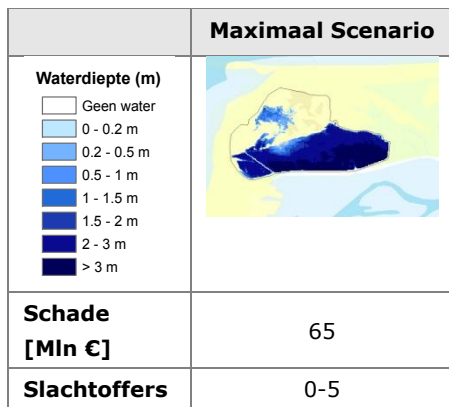 Maximaal Scenario
Waterdiepte (m)
Geen water
0 - 0.2 m
0.2 - 0.5 m
0.5 - 1 m
1 - 1.5 m
1.5 - 2 m
2 - 3 m
> 3 m
Schade
[Mln €]
65
Slachtoffers
0-5